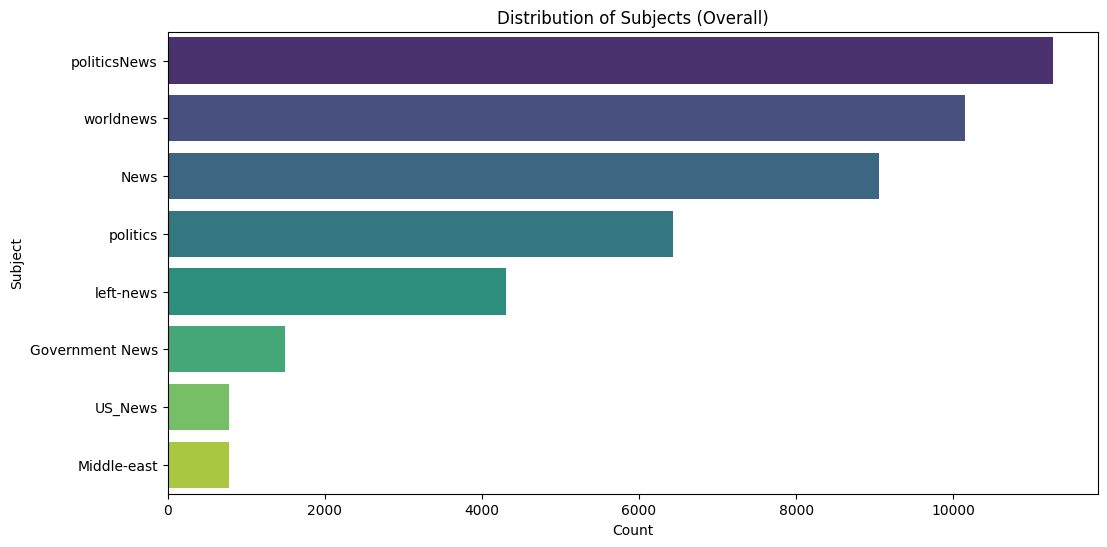 Distribution of Subjects (Overall)
Subject
politicsNews
worldnews
News
politics
left-news
Government News
US_News
Middle-east
0 2000 4000 6000 8000 10000
Count